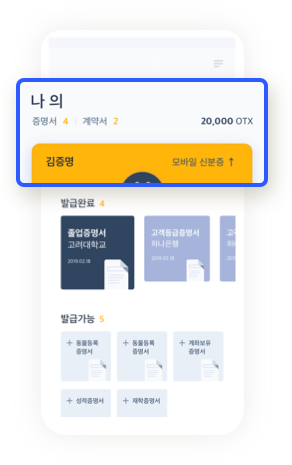 나 의
증명서 4 계약서 2 20,000 OTX
김증명 모바일 신분증 ↑
발급완료 4
졸업증명서
고려대학교
2019.02.18
고객등급증명서
하나은행
2019.02.18
고객
하나
발급가능 5
+ 동물등록
증명서
+ 동물등록
증명서
+ 계좌보유
증명서
+ 성적증명서
+ 재학증명서